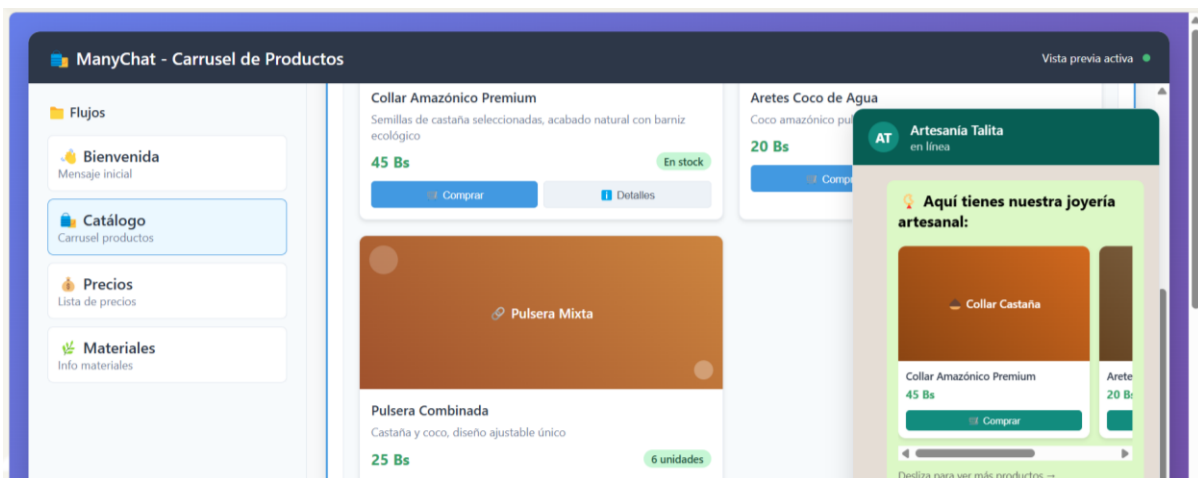 ManyChat - Carrusel de Productos
Vista previa activa
Flujos
Bienvenida
Mensaje inicial
Catálogo
Carrusel productos
Precios
Lista de precios
Materiales
Info materiales
Collar Amazónico Premium
Semillas de castaña seleccionadas, acabado natural con barniz
ecológico
45 Bs
En stock
Comprar
Detalles
Aretes Coco de Agua
Coco amazónico
20 Bs
Pulsera Mixta
Pulsera Combinada
Castaña y coco, diseño ajustable único
25 Bs
6 unidades
AT
Artesanía Talita
en línea
Aquí tienes nuestra joyería
artesanal:
Collar Castaña
Collar Amazónico Premium
45 Bs
Comprar
Arete
20 B
Desliza para ver más productos →